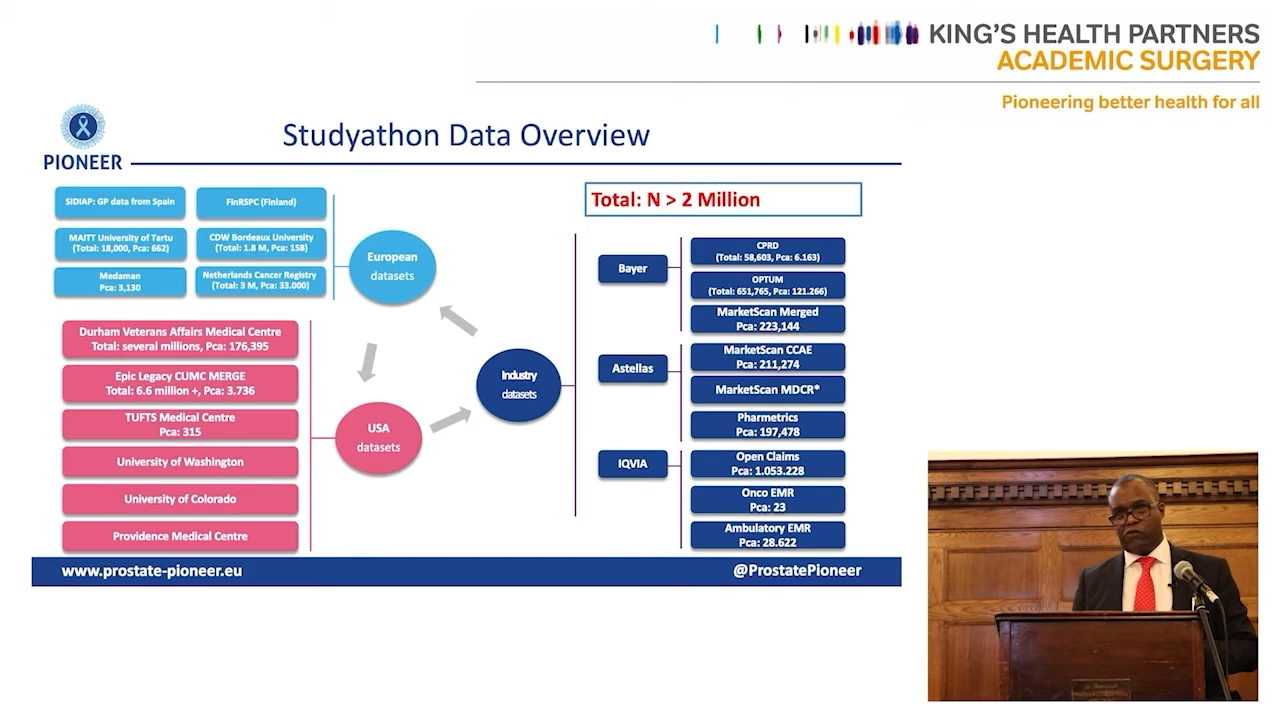 KING'S HEALTH PARTNERS
ACADEMIC SURGERY
Pioneering better health for all
PIONEER
Studyathon Data Overview
SIDIAP: GP data from Spain
FinRSPC (Finland)
MAITT University of Tartu
(Total: 18,000, Pca: 662)
CDW Bordeaux University
(Total: 1.8 M, Pca: 158)
Medaman
Pca: 3,130
Netherlands Cancer Registry
(Total: 3 M, Pca: 33.000)
European
datasets
Durham Veterans Affairs Medical Centre
Total: several millions, Pca: 176,395
Epic Legacy CUMC MERGE
Total: 6.6 million +, Pca: 3.736
TUFTS Medical Centre
Pca: 315
University of Washington
University of Colorado
Providence Medical Centre
USA
datasets
Industry
datasets
Total: N > 2 Million
Bayer
CPRD
(Total: 58,603, Pca: 6.163)
OPTUM
(Total: 651,765, Pca: 121.266)
MarketScan Merged
Pca: 223,144
Astellas
MarketScan CCAE
Pca: 211,274
MarketScan MDCR*
Pharmetrics
Pca: 197,478
IQVIA
Open Claims
Pca: 1.053.228
Onco EMR
Pca: 23
Ambulatory EMR
Pca: 28.622
www.prostate-pioneer.eu
@ProstatePioneer